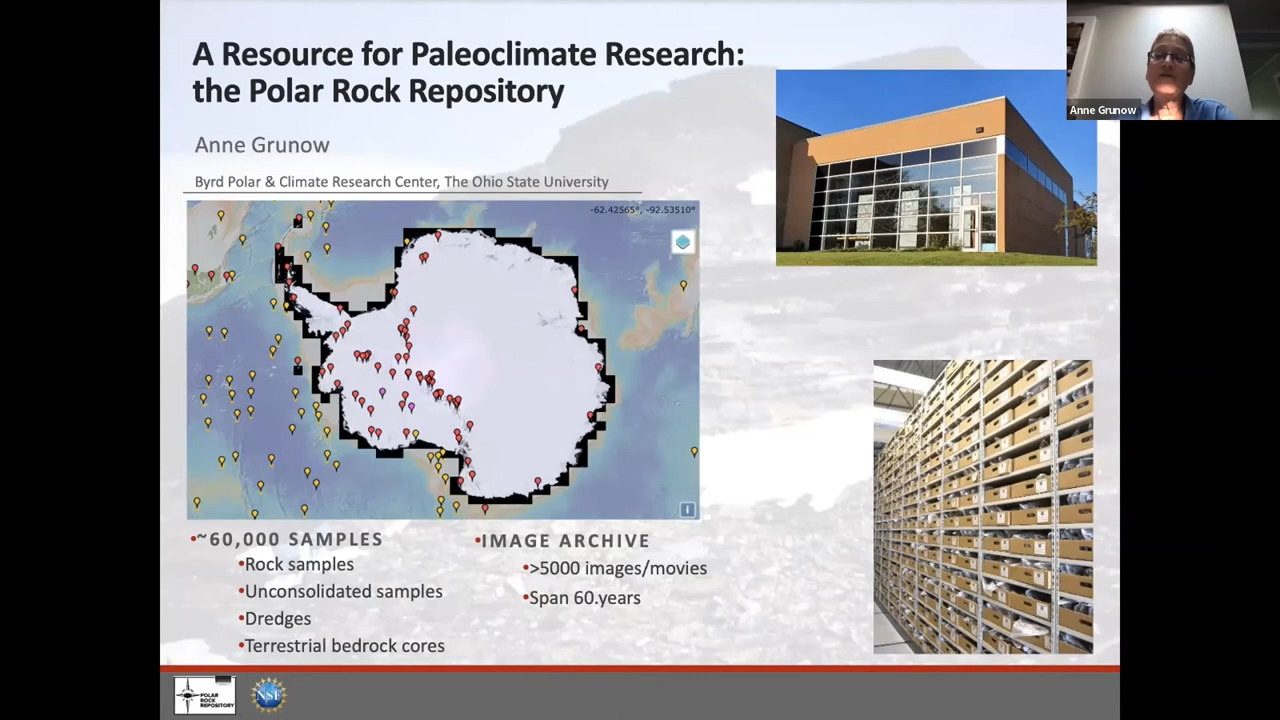 A Resource for Paleoclimate Research:
the Polar Rock Repository
Anne Grunow
Byrd Polar & Climate Research Center, The Ohio State University
-62.42565°, -92.53510°
i
•~60,000 SAMPLES
•Rock samples
•Unconsolidated samples
•Dredges
•Terrestrial bedrock cores
•IMAGE ARCHIVE
•>5000 images/movies
•Span 60.years
POLAR
ROCK
REPOSITORY
NSF
Anne Grunow